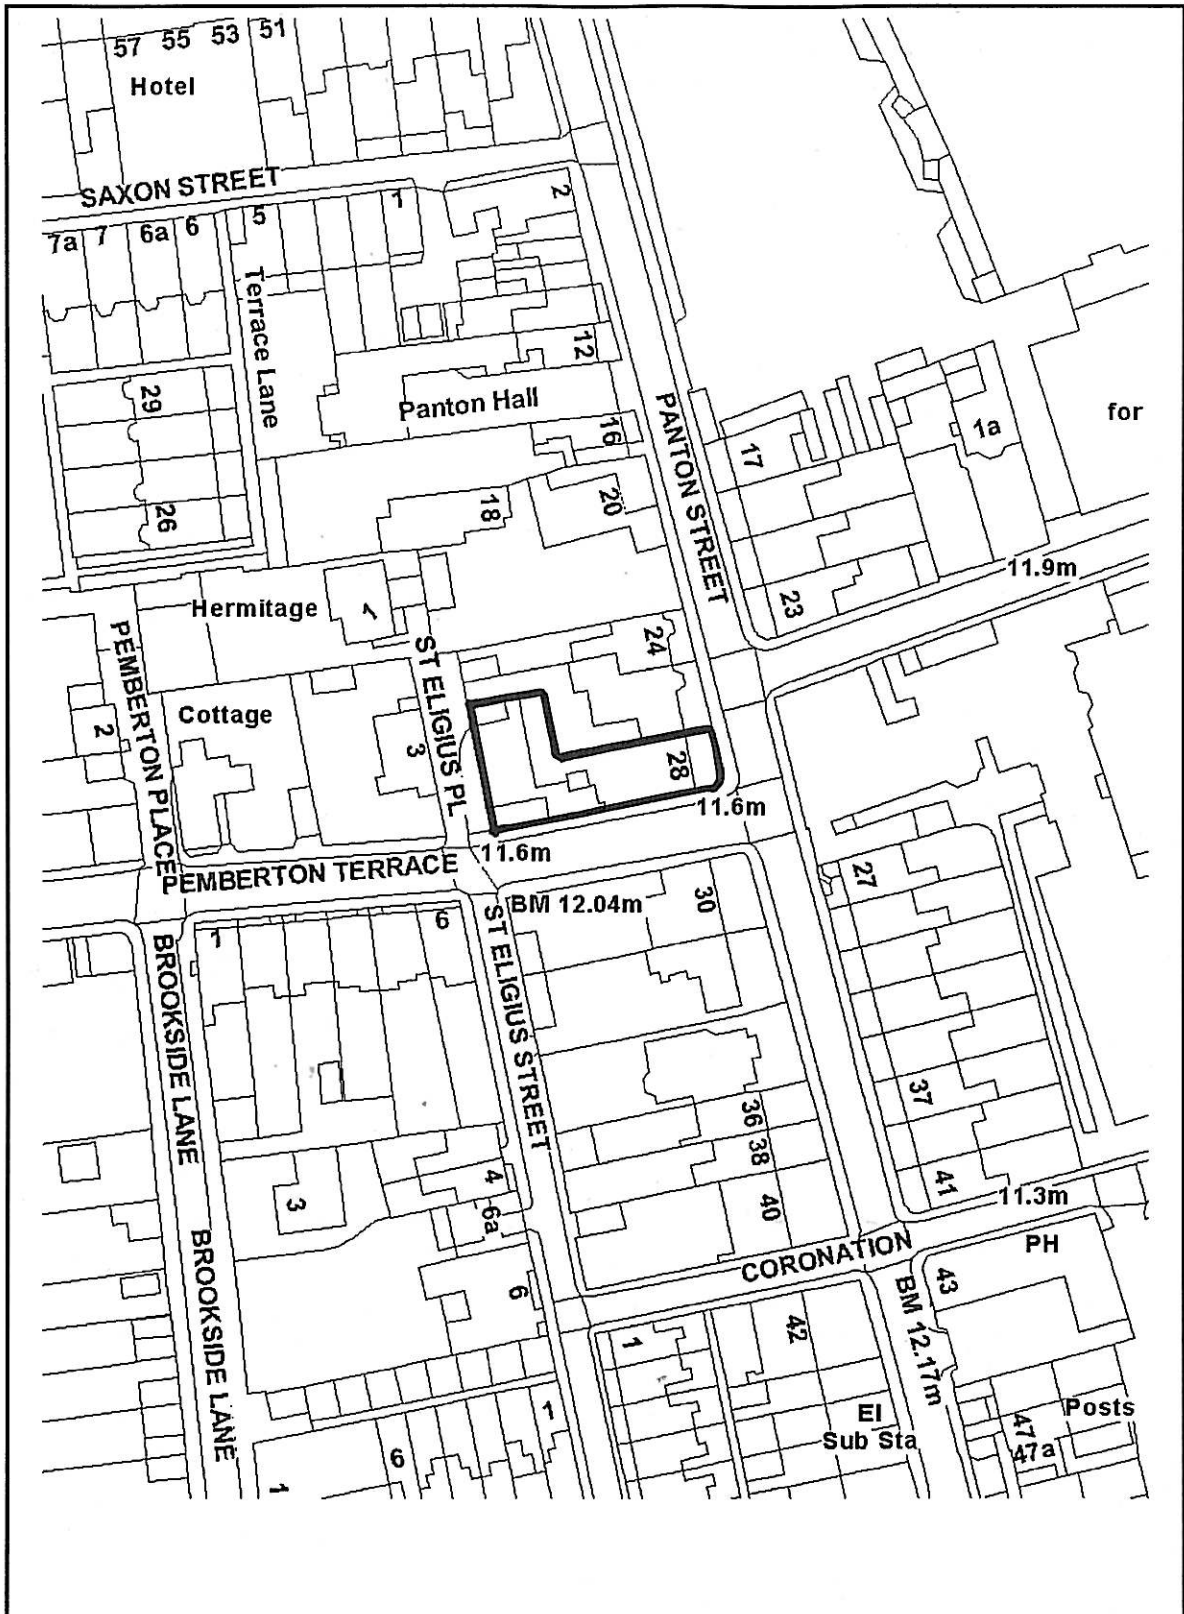 57 55 53 51
Hotel
SAXON STREET
7a 7 6a 6 5 1 2
Terrace Lane
12
Panton Hall
29
16
PANTON STREET
17
1a
for
26
18
20
11.9m
Hermitage
1
23
PEMBERTON PLACE
ST ELIGIUS PL
24
Cottage
2
3
28
11.6m
11.6m
PEMBERTON TERRACE
27
BM 12.04m
30
1
6
BROOKSIDE LANE
ST ELIGIUS STREET
36
37
38
4
3
6a
40
41
11.3m
BROOKSIDE LANE
CORONATION
PH
6
43
BM 12.17m
1
42
El
Sub Sta
Posts
47
47a
1
6
1